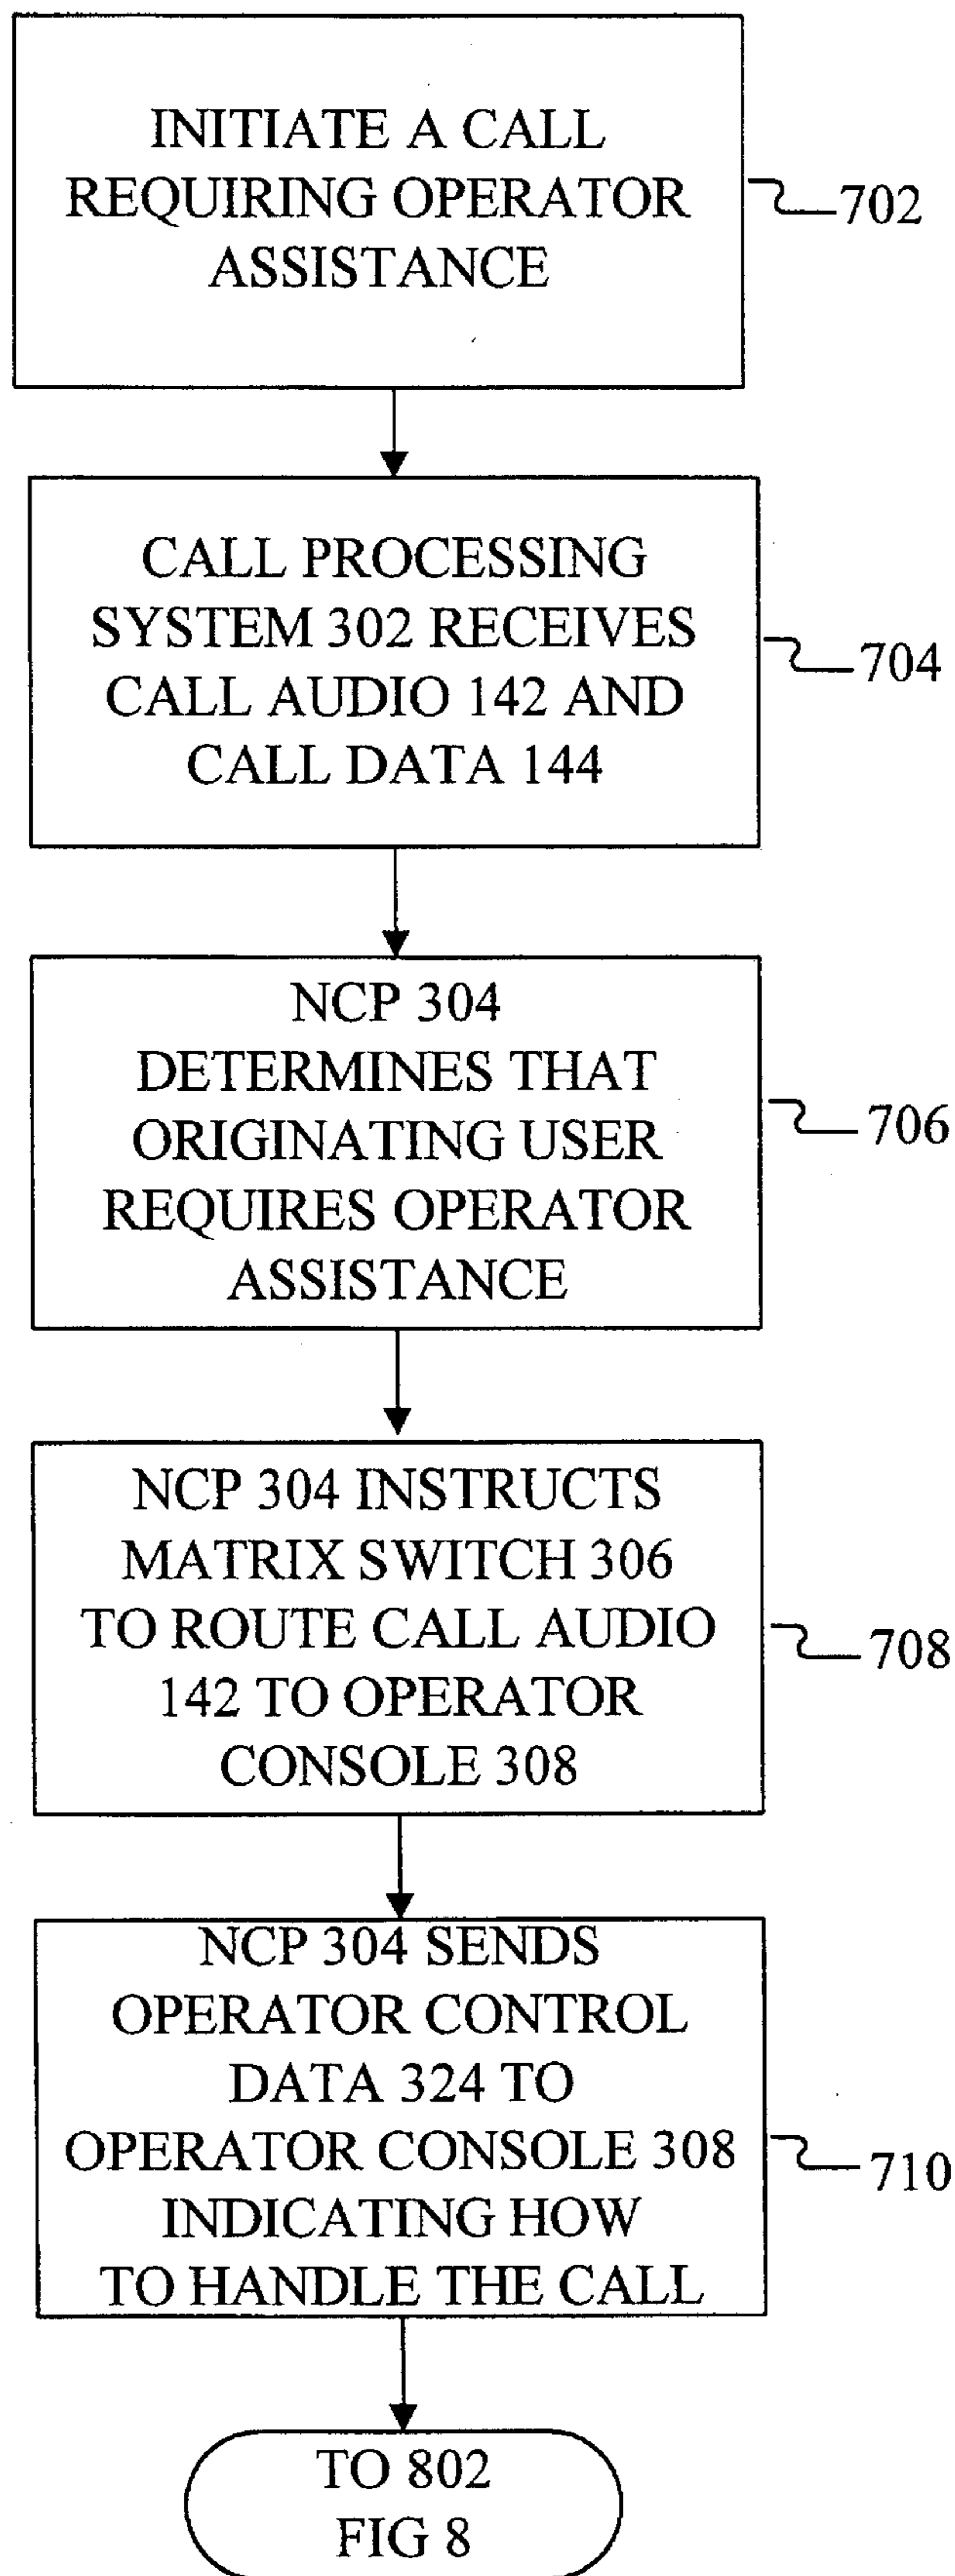 INITIATE A CALL
REQUIRING OPERATOR
ASSISTANCE
702
CALL PROCESSING
SYSTEM 302 RECEIVES
CALL AUDIO 142 AND
CALL DATA 144
704
NCP 304
DETERMINES THAT
ORIGINATING USER
REQUIRES OPERATOR
ASSISTANCE
706
NCP 304 INSTRUCTS
MATRIX SWITCH 306
TO ROUTE CALL AUDIO
142 TO OPERATOR
CONSOLE 308
708
NCP 304 SENDS
OPERATOR CONTROL
DATA 324 TO
OPERATOR CONSOLE 308
INDICATING HOW
TO HANDLE THE CALL
710
TO 802
FIG 8